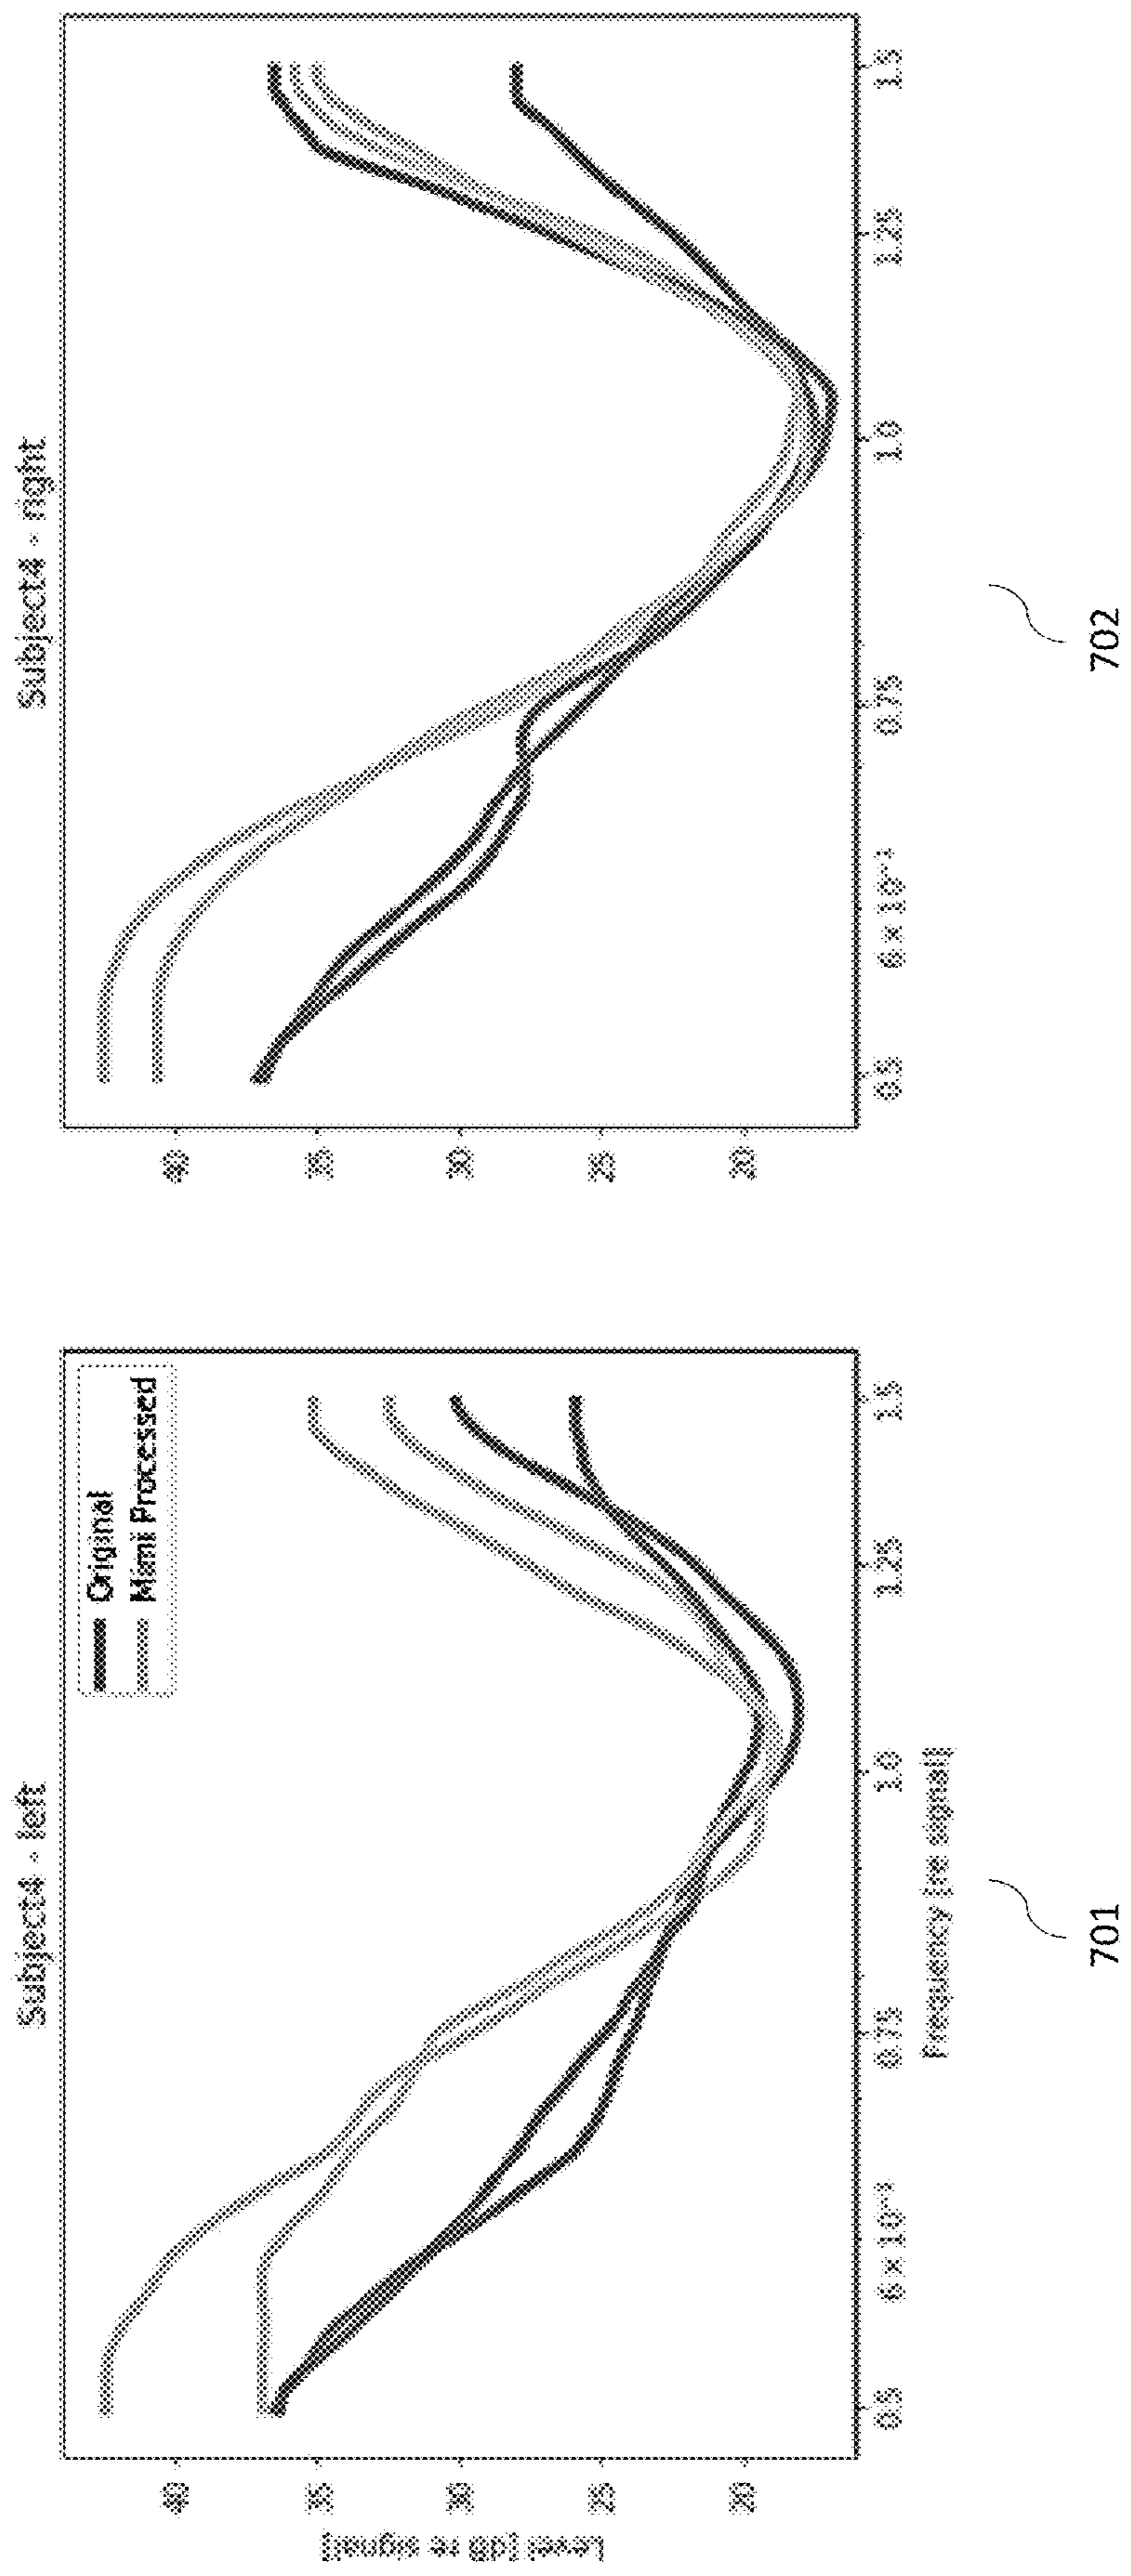 Subject4 - left
Original
Mimi Processed
Level [dB re signal]
40
35
30
25
20
0.5
6 × 10⁻¹
0.75
1.0
1.25
1.5
Frequency [re signal]
701
Subject4 - right
40
35
30
25
20
0.5
6 × 10⁻¹
0.75
1.0
1.25
1.5
702